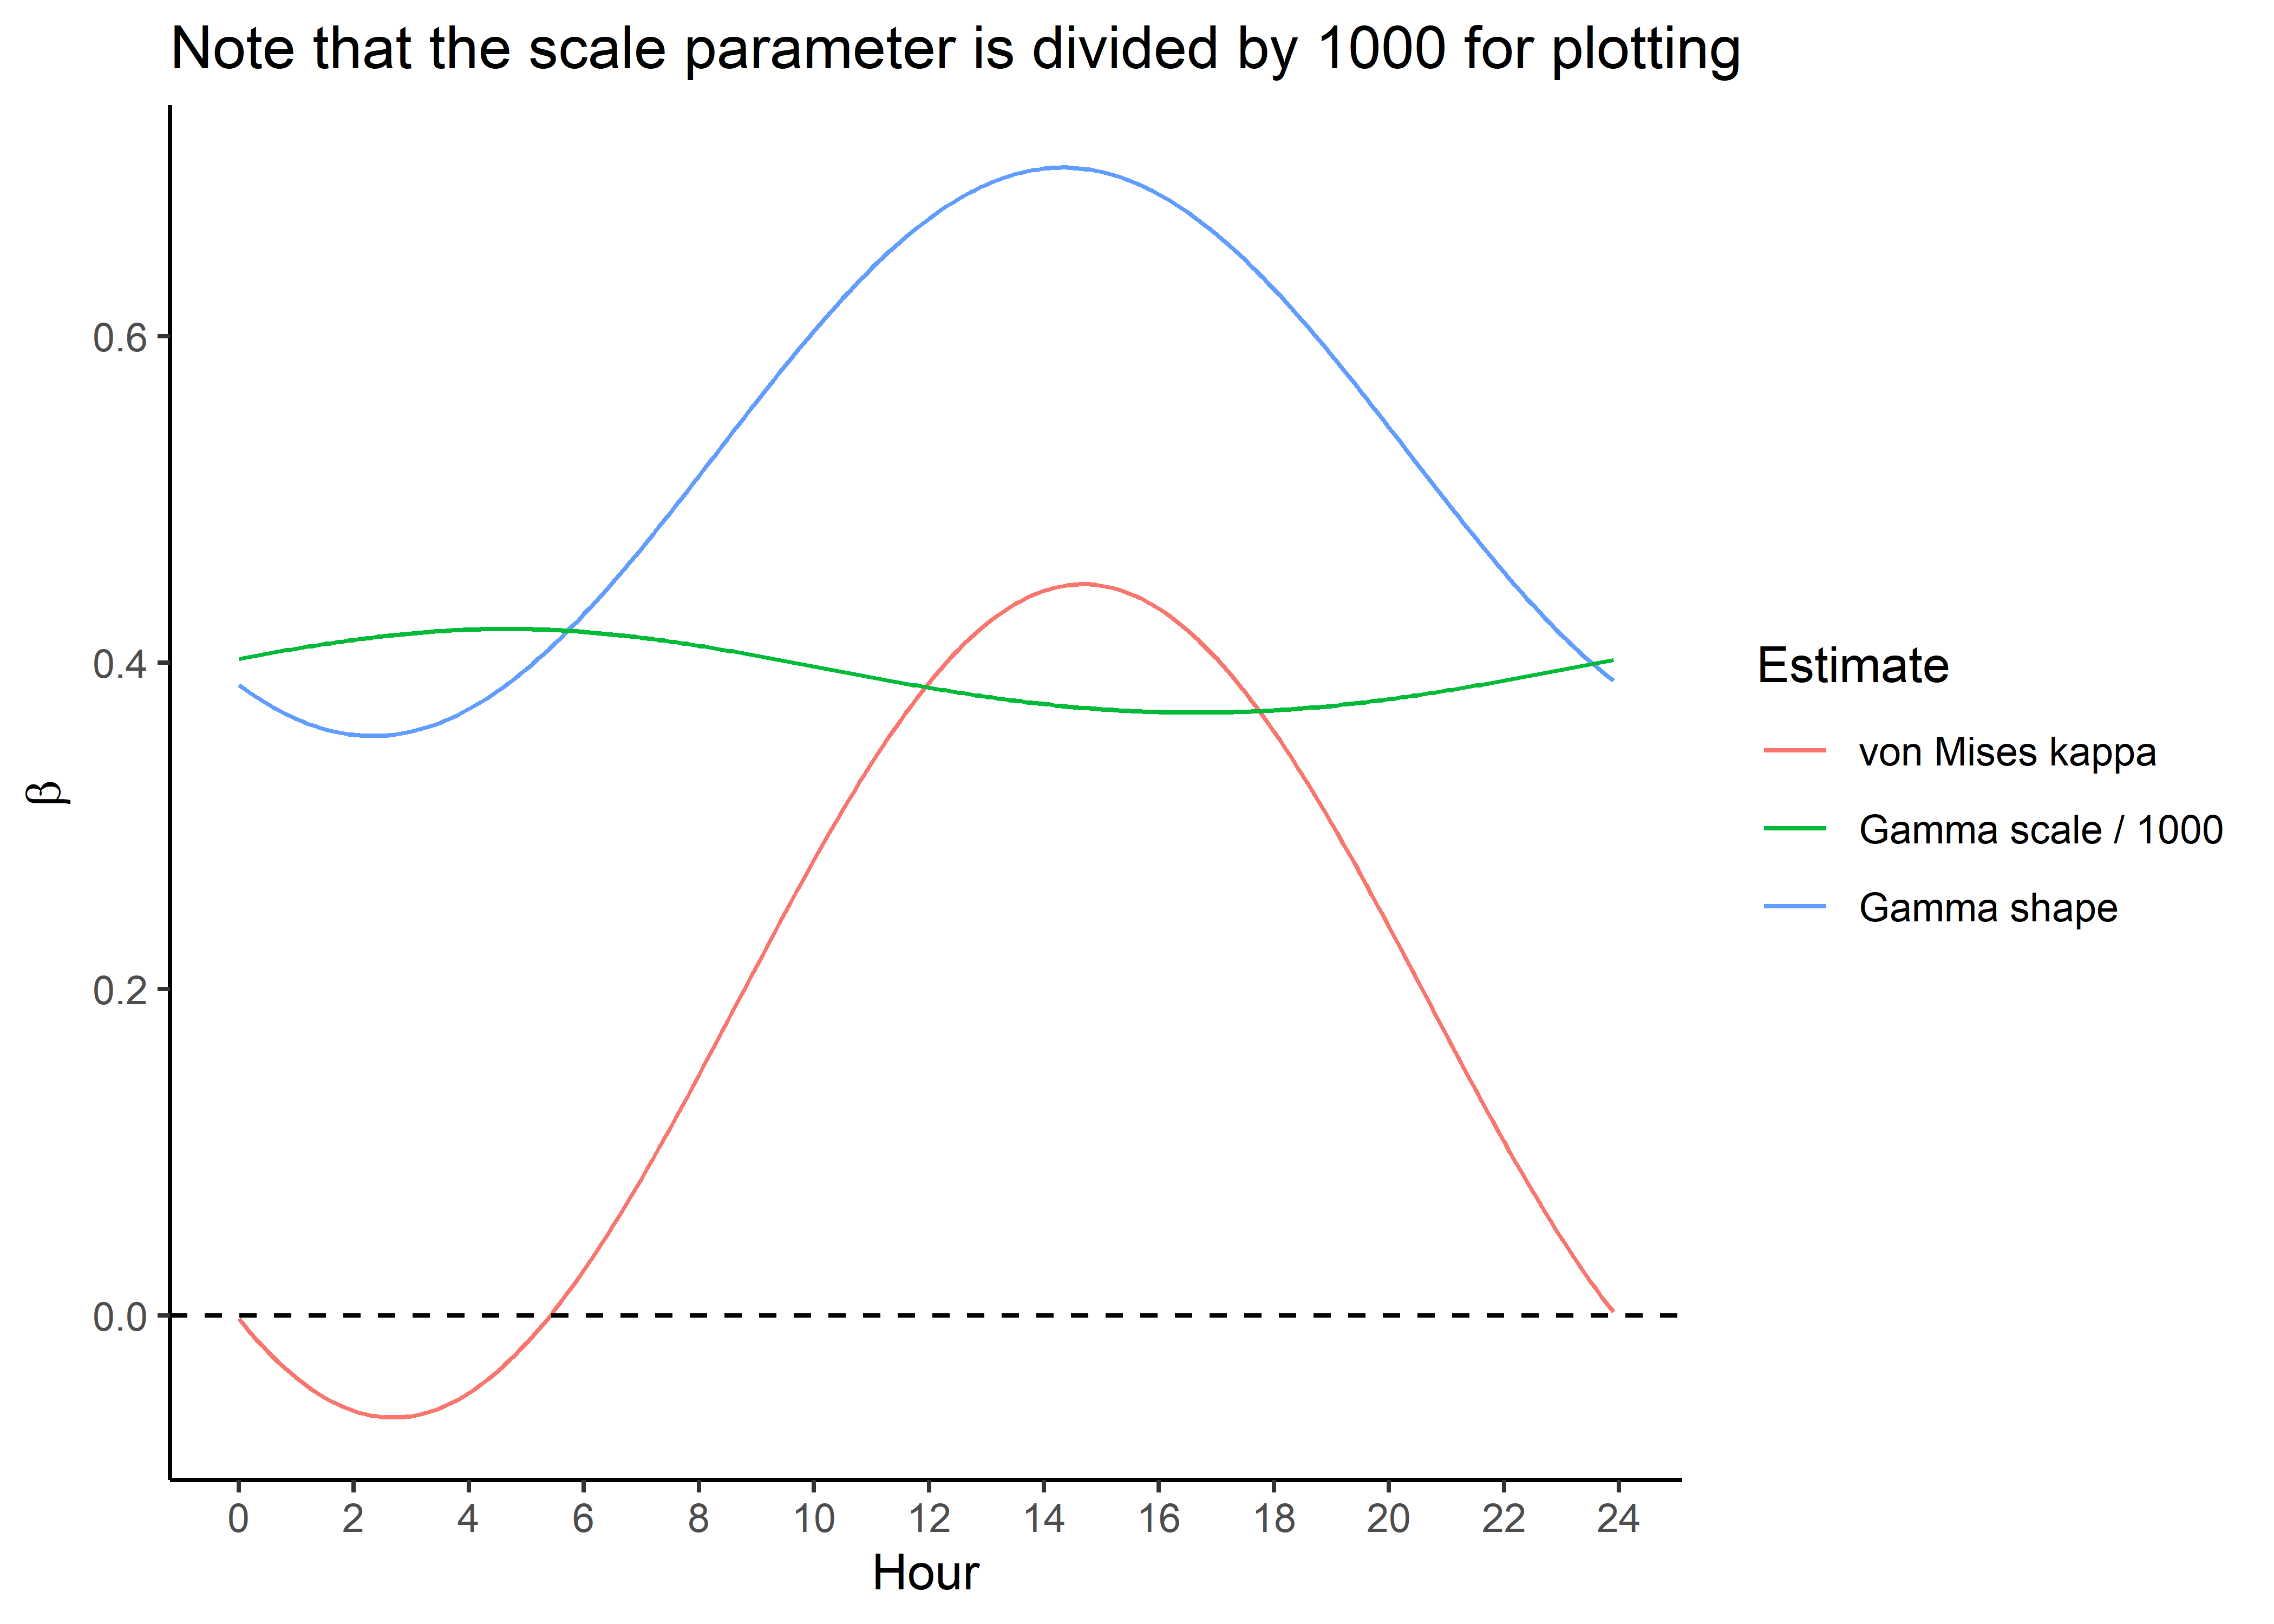 Note that the scale parameter is divided by 1000 for plotting
0.6
0.4
0.2
0.0
β
0 2 4 6 8 10 12 14 16 18 20 22 24
Hour
Estimate
von Mises kappa
Gamma scale / 1000
Gamma shape